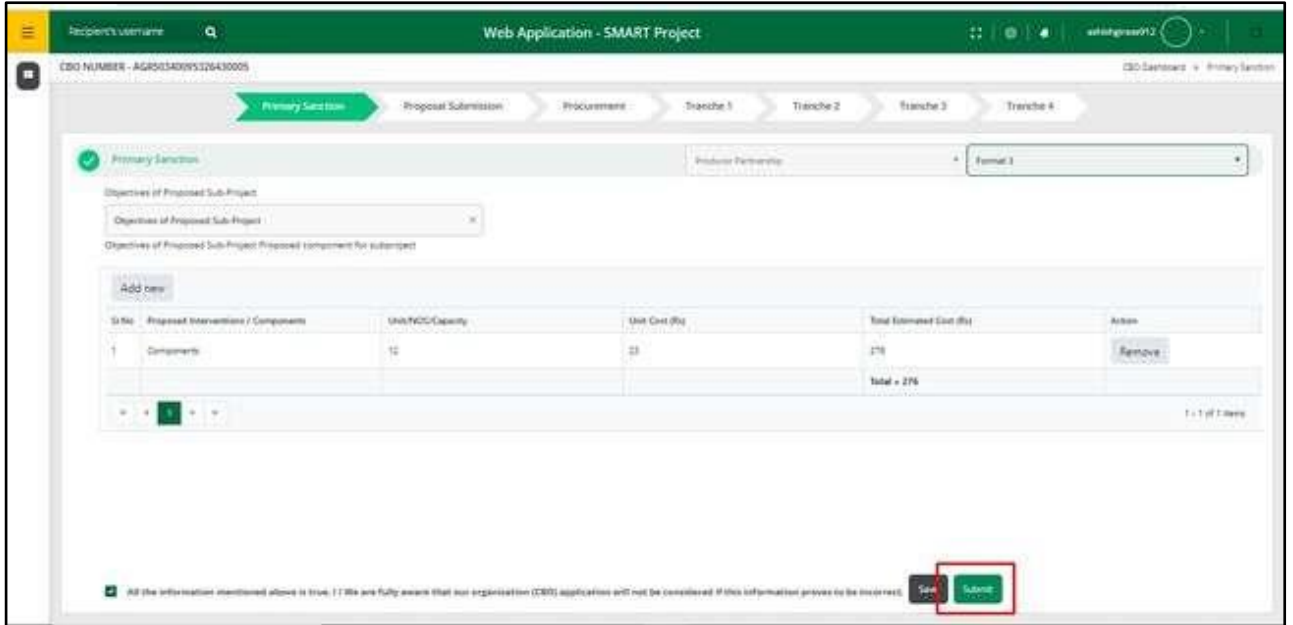 Recipient's username
Web Application - SMART Project
CBO NUMBER -
CBO Dashboard » Primary Sanction
Primary Sanction
Proposal Submission
Procurement
Tranche 1
Tranche 2
Tranche 3
Tranche 4
Primary Sanction
Producer Partnership
Format 3
Objectives of Proposed Sub-Project
Objectives of Proposed Sub-Project
Objectives of Proposed Sub-Project Proposed component for subproject
Add new
Sr.No Proposed Interventions / Components Unit/NOS/Capacity Unit Cost (Rs) Total Estimated Cost (Rs) Action
1 Components 12 23 276 Remove
Total = 276
1
1 - 1 of 1 items
All the information mentioned above is true. I / We are fully aware that our organisation (CBO) application will not be considered if this information proves to be incorrect. Save Submit